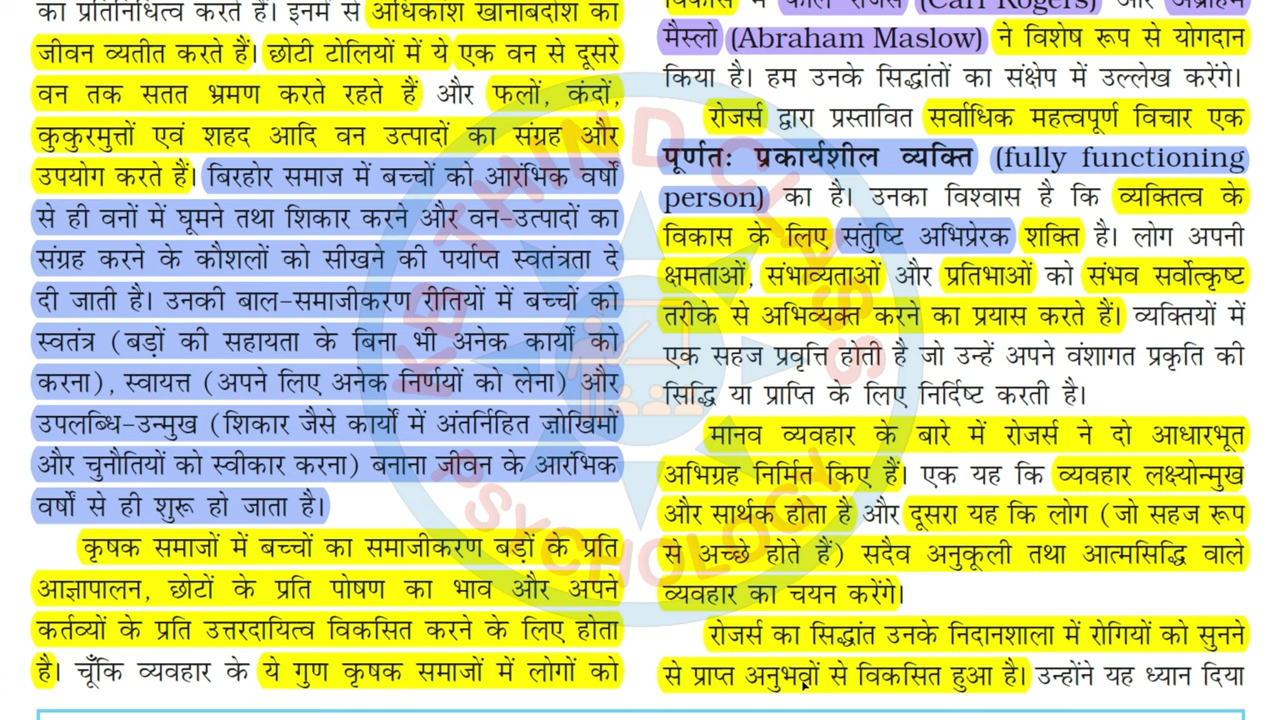 का प्रतिनिधित्व करते हैं। इनमें से अधिकांश खानाबदोश का
जीवन व्यतीत करते हैं। छोटी टोलियों में ये एक वन से दूसरे
वन तक सतत भ्रमण करते रहते हैं और फलों, कंदों,
कुकुरमुत्तों एवं शहद आदि वन उत्पादों का संग्रह और
उपयोग करते हैं। बिरहोर समाज में बच्चों को आरंभिक वर्षों
से ही वनों में घूमने तथा शिकार करने और वन-उत्पादों का
संग्रह करने के कौशलों को सीखने की पर्याप्त स्वतंत्रता दे
दी जाती है। उनकी बाल-समाजीकरण रीतियों में बच्चों को
स्वतंत्र (बड़ों की सहायता के बिना भी अनेक कार्यों को
करना), स्वायत्त (अपने लिए अनेक निर्णयों को लेना) और
उपलब्धि-उन्मुख (शिकार जैसे कार्यों में अंतर्निहित जोखिमों
और चुनौतियों को स्वीकार करना) बनाना जीवन के आरंभिक
वर्षों से ही शुरू हो जाता है।
कृषक समाजों में बच्चों का समाजीकरण बड़ों के प्रति
आज्ञापालन, छोटों के प्रति पोषण का भाव और अपने
कर्तव्यों के प्रति उत्तरदायित्व विकसित करने के लिए होता
है। चूँकि व्यवहार के ये गुण कृषक समाजों में लोगों को
विकास में कार्ल रोजर्स (Carl Rogers) और अब्राहम
मैस्लो (Abraham Maslow) ने विशेष रूप से योगदान
किया है। हम उनके सिद्धांतों का संक्षेप में उल्लेख करेंगे।
रोजर्स द्वारा प्रस्तावित सर्वाधिक महत्वपूर्ण विचार एक
पूर्णतः प्रकार्यशील व्यक्ति (fully functioning
person) का है। उनका विश्वास है कि व्यक्तित्व के
विकास के लिए संतुष्टि अभिप्रेरक शक्ति है। लोग अपनी
क्षमताओं, संभाव्यताओं और प्रतिभाओं को संभव सर्वोत्कृष्ट
तरीके से अभिव्यक्त करने का प्रयास करते हैं। व्यक्तियों में
एक सहज प्रवृत्ति होती है जो उन्हें अपने वंशागत प्रकृति की
सिद्धि या प्राप्ति के लिए निर्दिष्ट करती है।
मानव व्यवहार के बारे में रोजर्स ने दो आधारभूत
अभिग्रह निर्मित किए हैं। एक यह कि व्यवहार लक्ष्योन्मुख
और सार्थक होता है और दूसरा यह कि लोग (जो सहज रूप
से अच्छे होते हैं) सदैव अनुकूली तथा आत्मसिद्धि वाले
व्यवहार का चयन करेंगे।
रोजर्स का सिद्धांत उनके निदानशाला में रोगियों को सुनने
से प्राप्त अनुभवों से विकसित हुआ है। उन्होंने यह ध्यान दिया
KBTHIND CLASSES
PSYCHOLOGY